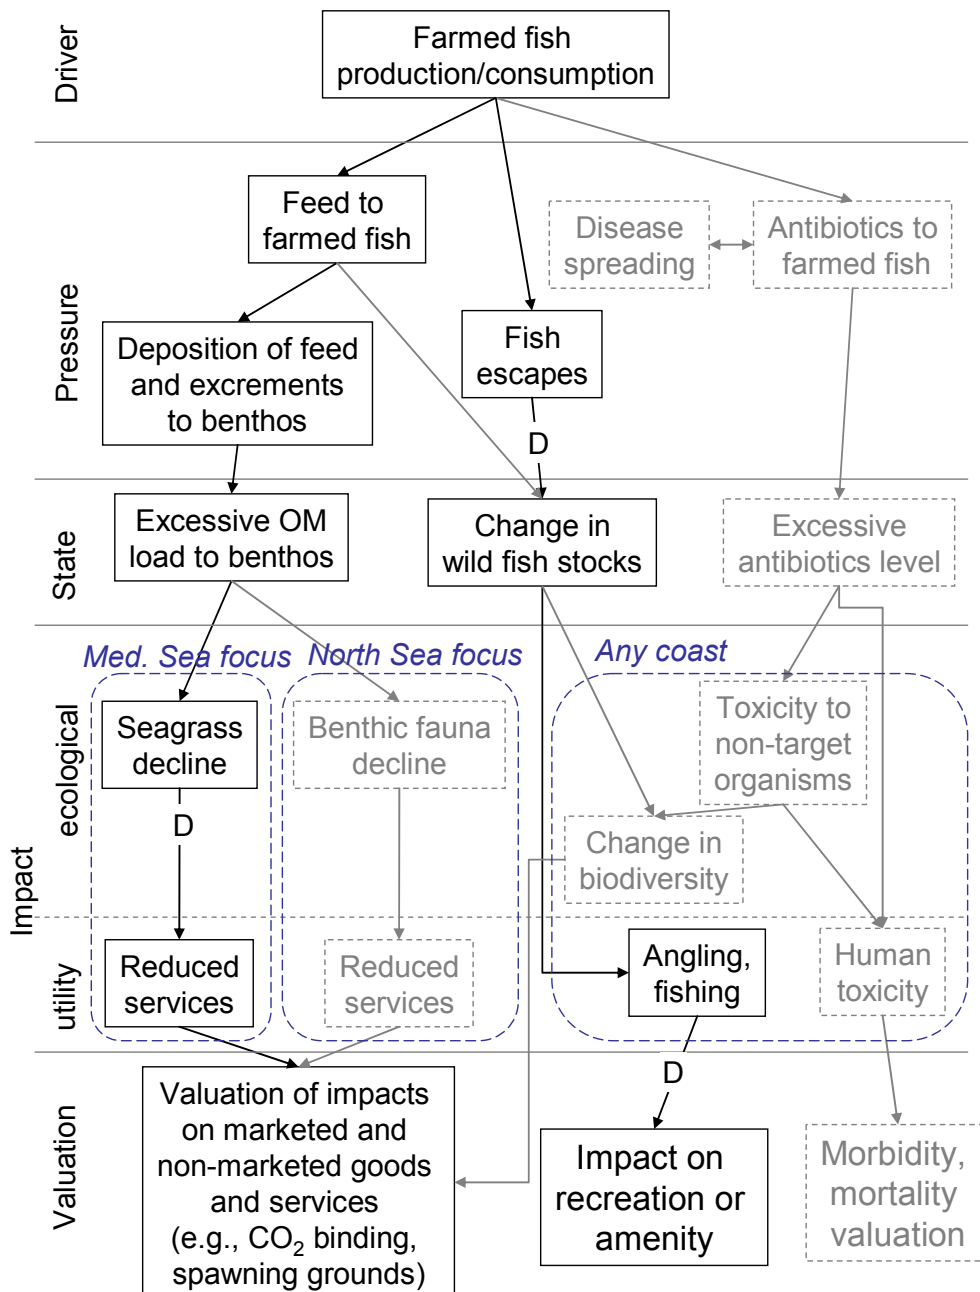 Driver
Farmed fish
production/consumption
Pressure
Feed to
farmed fish
Disease
spreading
Antibiotics to
farmed fish
Deposition of feed
and excrements
to benthos
Fish
escapes
D
State
Excessive OM
load to benthos
Change in
wild fish stocks
Excessive
antibiotics level
Impact
ecological
Med. Sea focus
North Sea focus
Any coast
Seagrass
decline
Benthic fauna
decline
Toxicity to
non-target
organisms
D
Change in
biodiversity
utility
Reduced
services
Reduced
services
Angling,
fishing
Human
toxicity
D
Valuation
Valuation of impacts
on marketed and
non-marketed goods
and services
(e.g., CO₂ binding,
spawning grounds)
Impact on
recreation or
amenity
Morbidity,
mortality
valuation